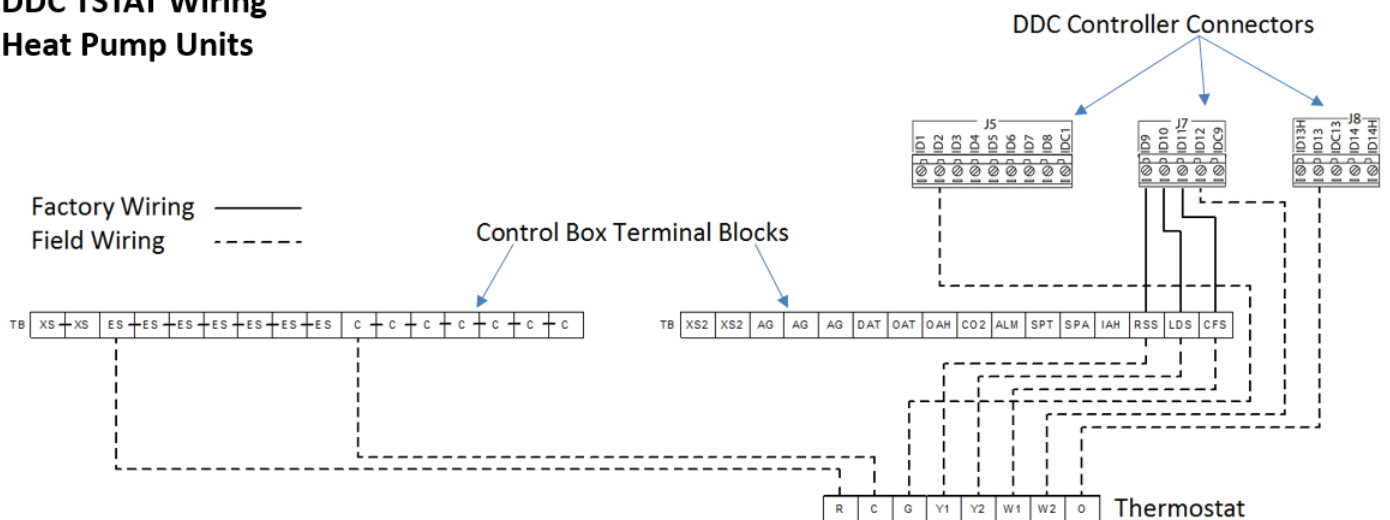 DDC TSTAT Wiring
Heat Pump Units
DDC Controller Connectors
J5
ID1 ID2 ID3 ID4 ID5 ID6 ID7 ID8 IDC1
J7
ID9 ID10 ID11 ID12 IDC9
J8
ID13H ID13 IDC13 ID14 ID14H
Factory Wiring
Field Wiring
Control Box Terminal Blocks
TB XS XS ES ES ES ES ES ES ES C C C C C C C
TB XS2 XS2 AG AG AG DAT OAT OAH CO2 ALM SPT SPA IAH RSS LDS CFS
R C G Y1 Y2 W1 W2 O Thermostat